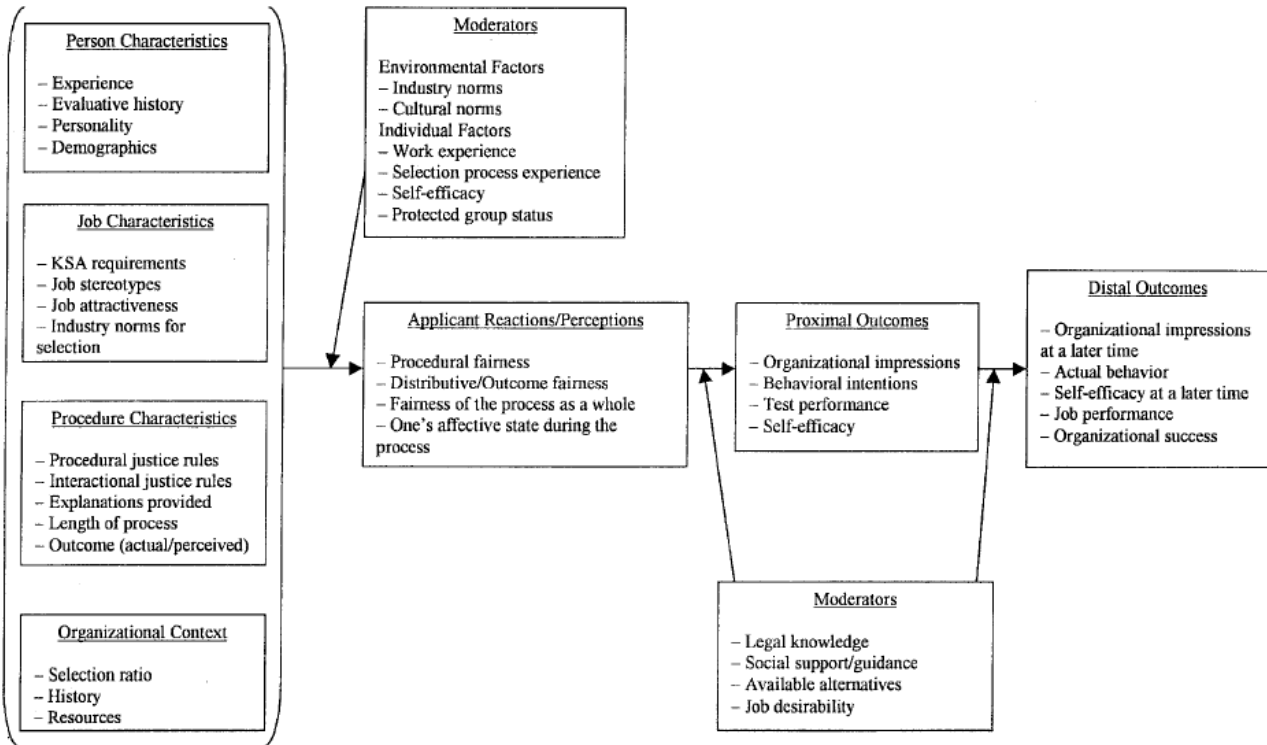 Person Characteristics
– Experience
– Evaluative history
– Personality
– Demographics
Job Characteristics
– KSA requirements
– Job stereotypes
– Job attractiveness
– Industry norms for
selection
Procedure Characteristics
– Procedural justice rules
– Interactional justice rules
– Explanations provided
– Length of process
– Outcome (actual/perceived)
Organizational Context
– Selection ratio
– History
– Resources
Moderators
Environmental Factors
– Industry norms
– Cultural norms
Individual Factors
– Work experience
– Selection process experience
– Self-efficacy
– Protected group status
Applicant Reactions/Perceptions
– Procedural fairness
– Distributive/Outcome fairness
– Fairness of the process as a whole
– One's affective state during the
process
Proximal Outcomes
– Organizational impressions
– Behavioral intentions
– Test performance
– Self-efficacy
Moderators
– Legal knowledge
– Social support/guidance
– Available alternatives
– Job desirability
Distal Outcomes
– Organizational impressions
at a later time
– Actual behavior
– Self-efficacy at a later time
– Job performance
– Organizational success